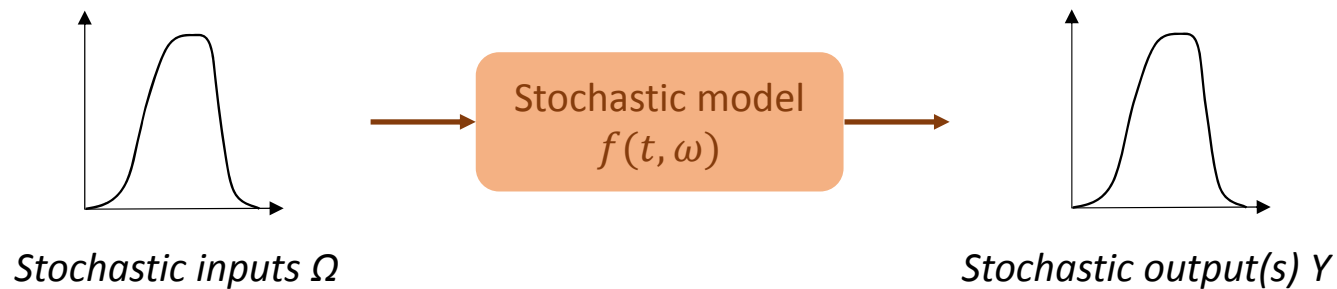 Stochastic model
f(t, ω)
Stochastic inputs Ω
Stochastic output(s) Y